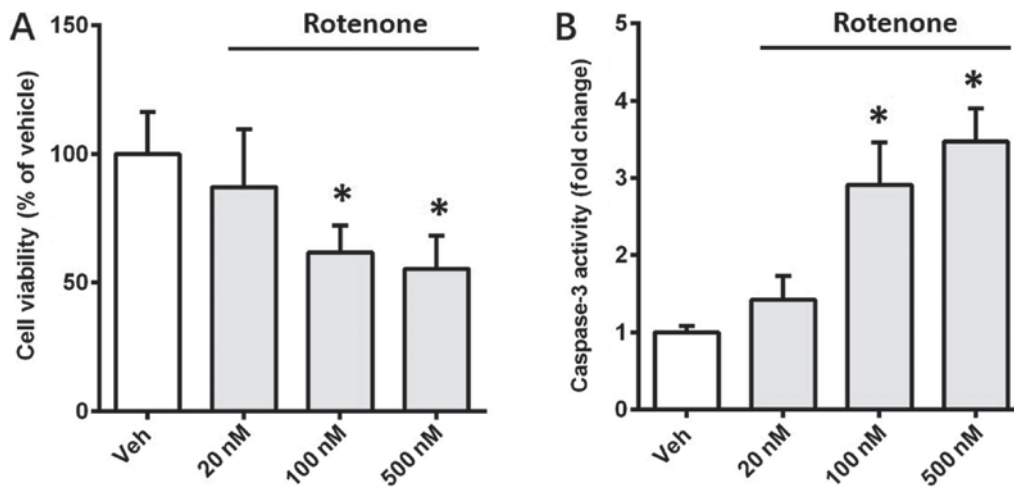 A
Rotenone
Cell viability (% of vehicle)
150
100
50
0
*
*
Veh
20 nM
100 nM
500 nM
B
Rotenone
Caspase-3 activity (fold change)
5
4
3
2
1
0
*
*
Veh
20 nM
100 nM
500 nM